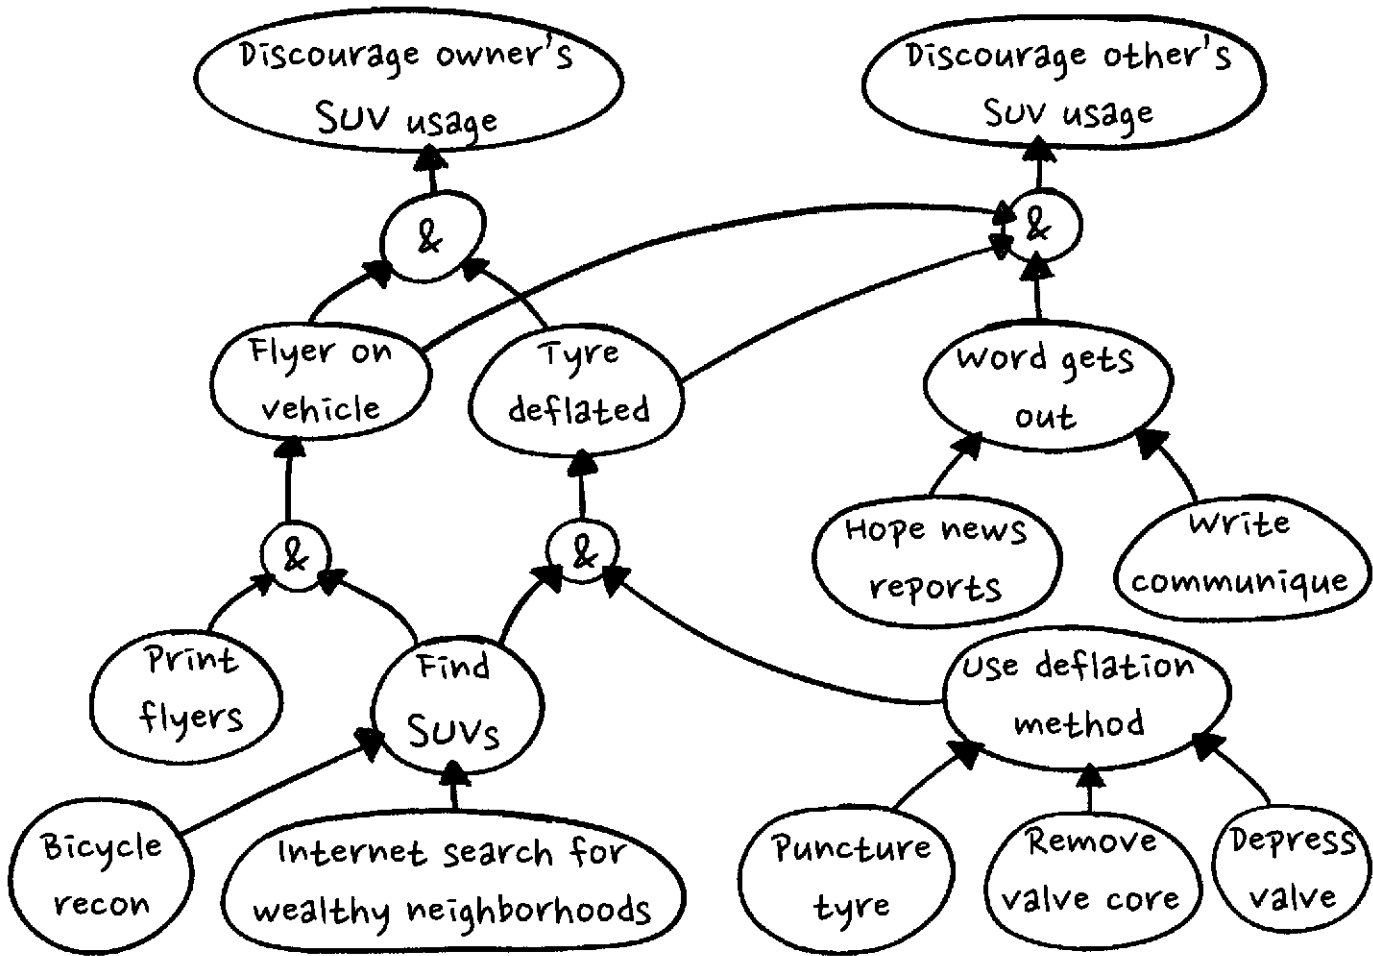 Discourage owner's
SUV usage
Discourage other's
SUV usage
&
&
Flyer on
vehicle
Tyre
deflated
Word gets
out
&
&
Hope news
reports
Write
communique
Print
flyers
Find
SUVs
Use deflation
method
Bicycle
recon
Internet search for
wealthy neighborhoods
Puncture
tyre
Remove
valve core
Depress
valve